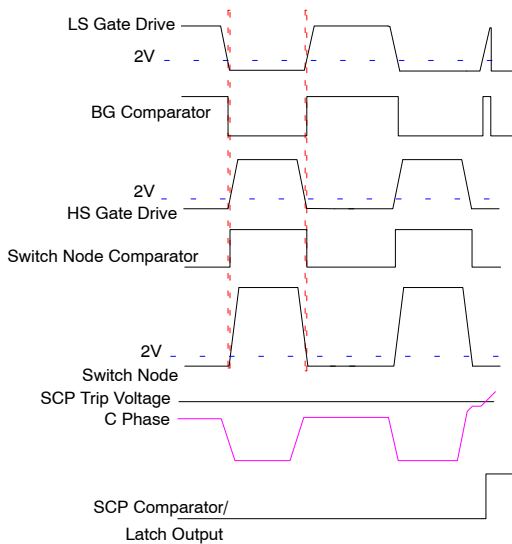 LS Gate Drive
2V
BG Comparator
2V
HS Gate Drive
Switch Node Comparator
2V
Switch Node
SCP Trip Voltage
C Phase
SCP Comparator/
Latch Output